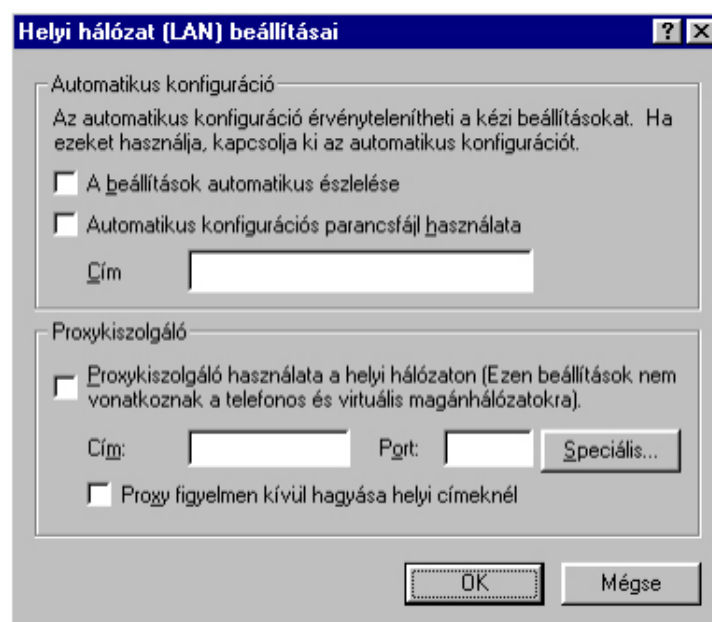 Helyi hálózat (LAN) beállításai
Automatikus konfiguráció
Az automatikus konfiguráció érvénytelenítheti a kézi beállításokat. Ha
ezeket használja, kapcsolja ki az automatikus konfigurációt.
A beállítások automatikus észlelése
Automatikus konfigurációs parancsfájl használata
Cím
Proxykiszolgáló
Proxykiszolgáló használata a helyi hálózaton (Ezen beállítások nem
vonatkoznak a telefonos és virtuális magánhálózatokra).
Cím: Port: Speciális...
Proxy figyelmen kívül hagyása helyi címeknél
OK Mégse